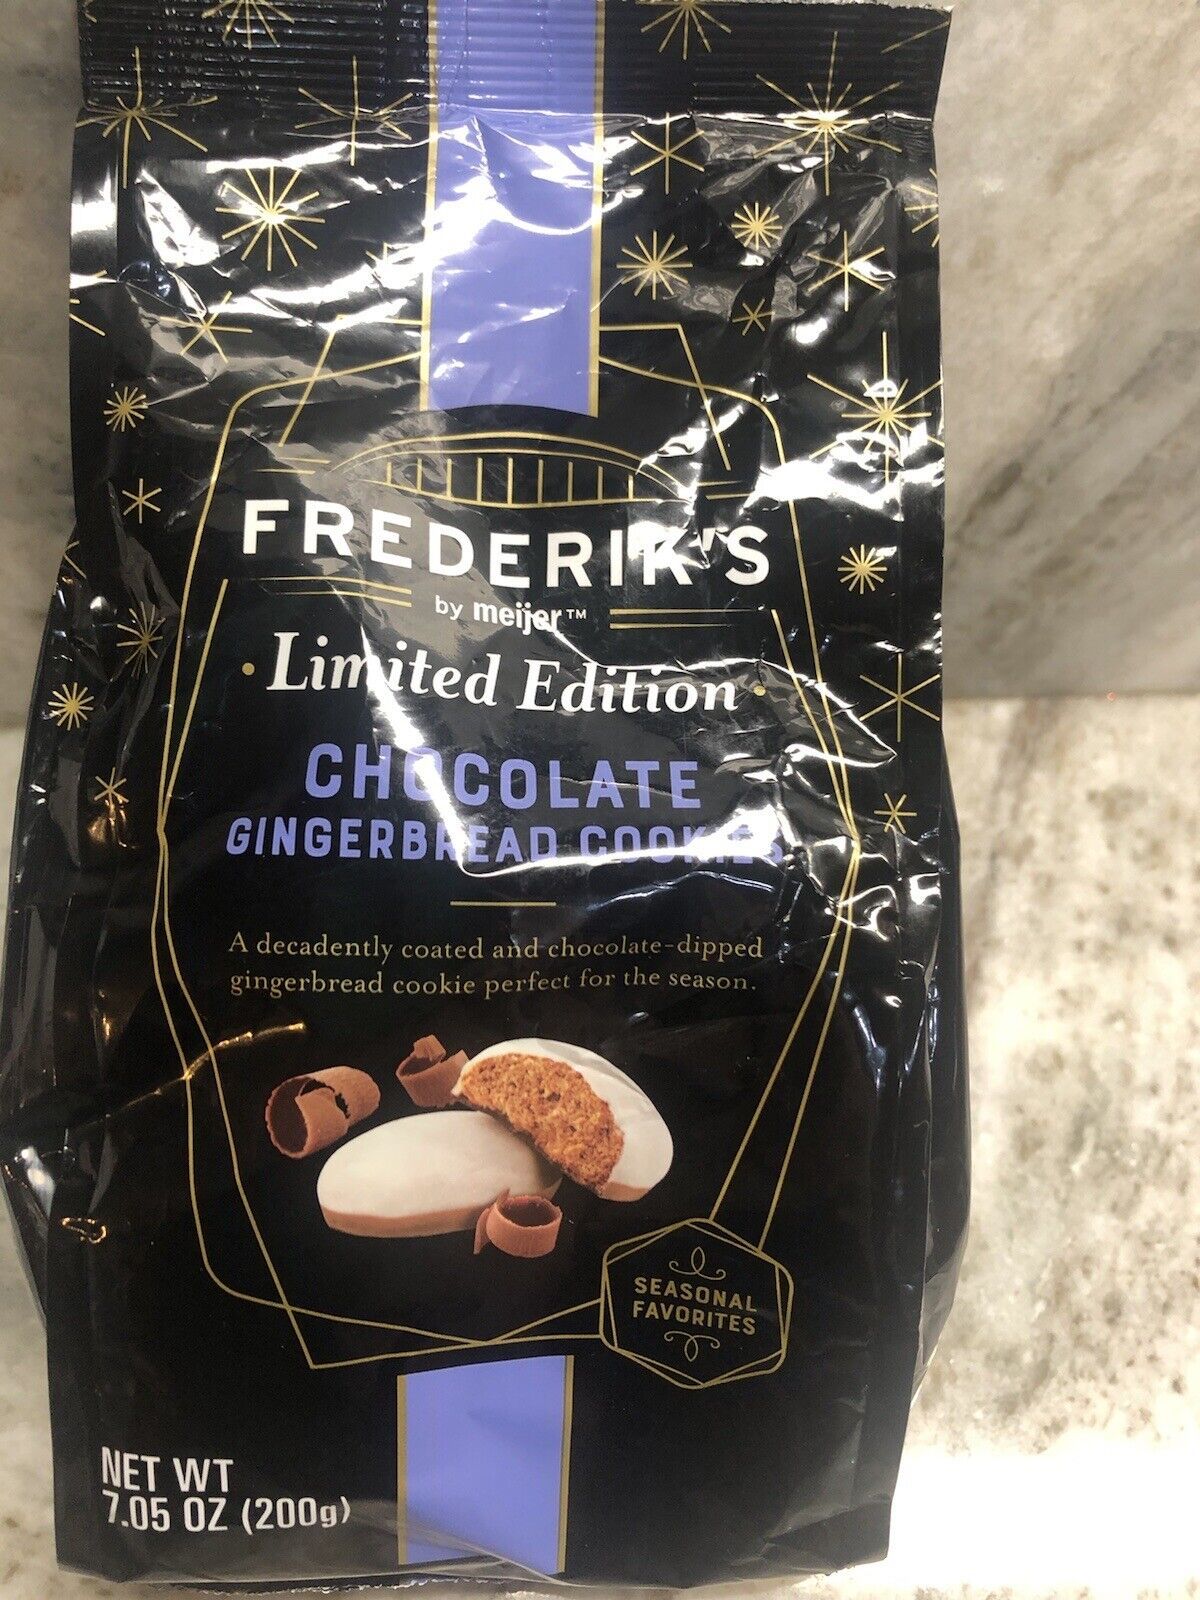 FREDERIK'S
by meijer™
Limited Edition
CHOCOLATE
GINGERBREAD COOKIES
A decadently coated and chocolate-dipped
gingerbread cookie perfect for the season.
SEASONAL
FAVORITES
NET WT
7.05 OZ (200g)